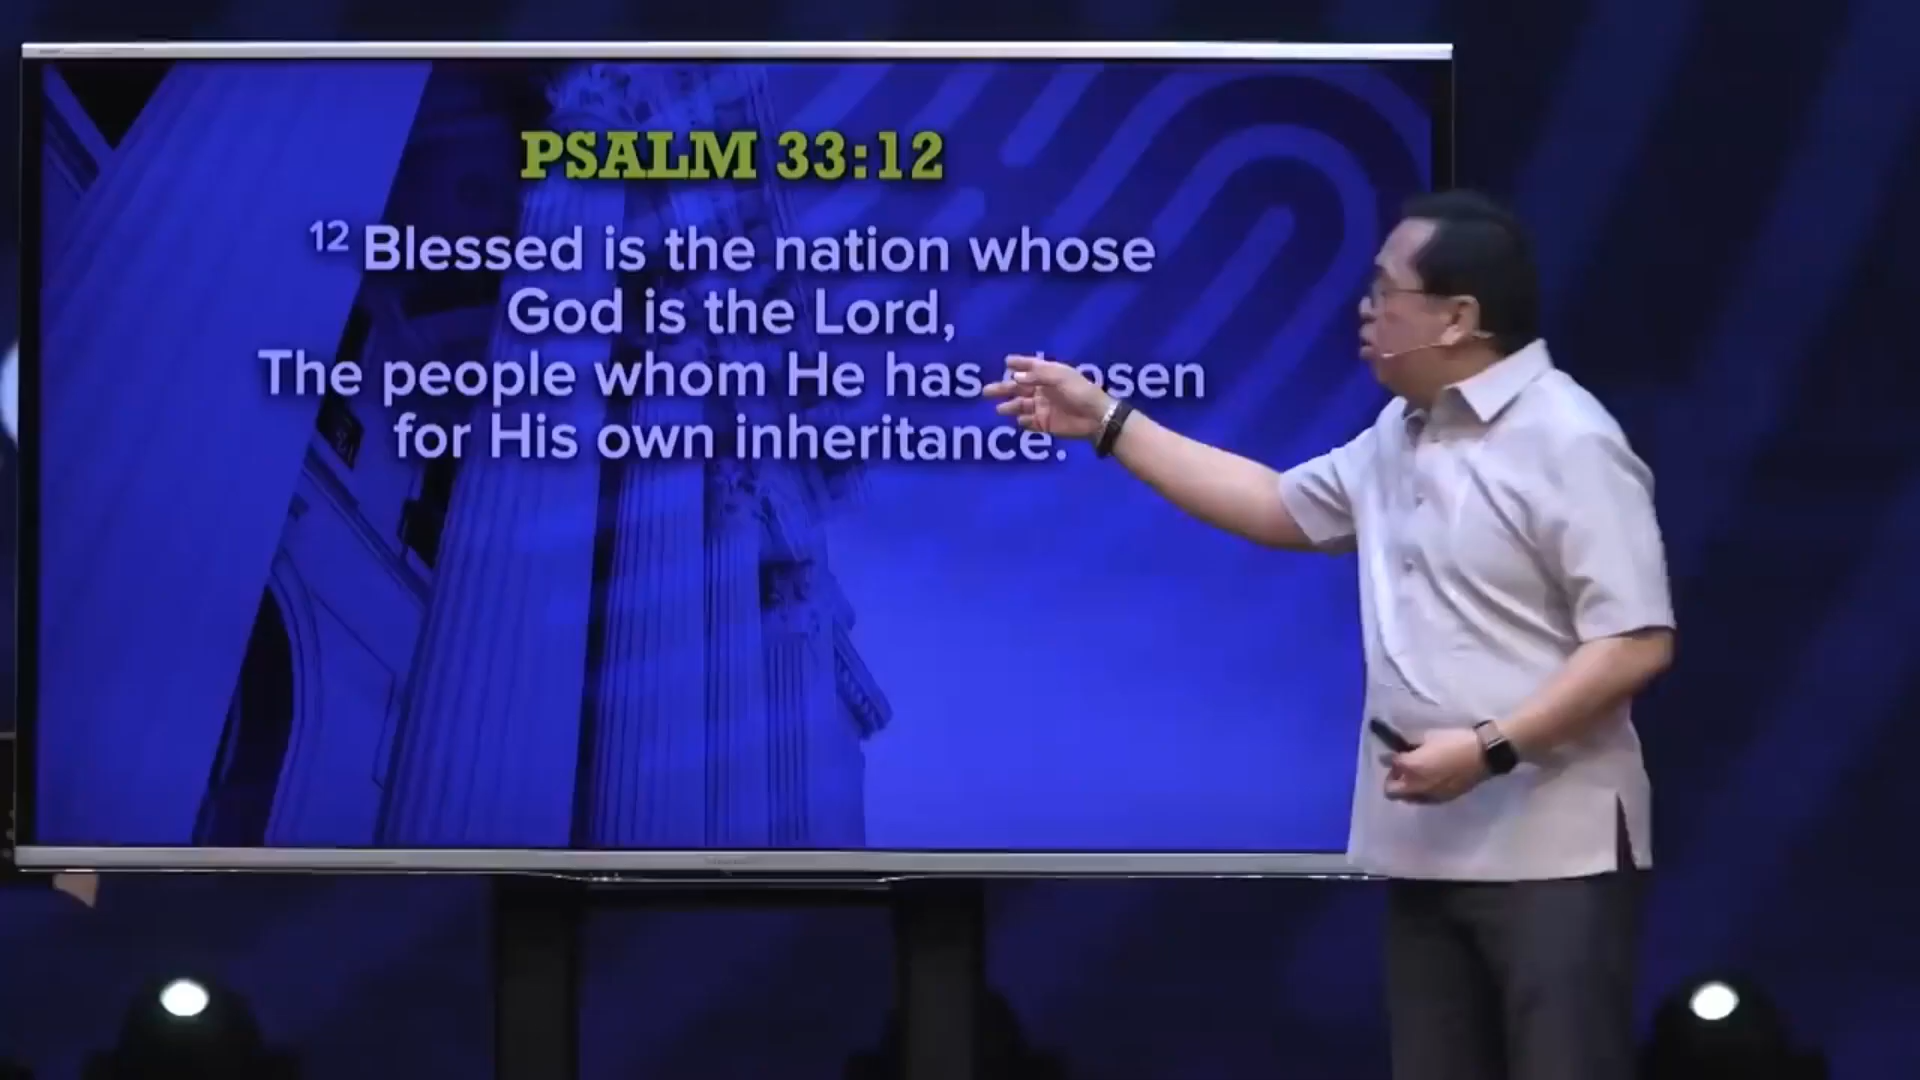 PSALM 33:12
12 Blessed is the nation whose
God is the Lord,
The people whom He has
for His own inheritance.